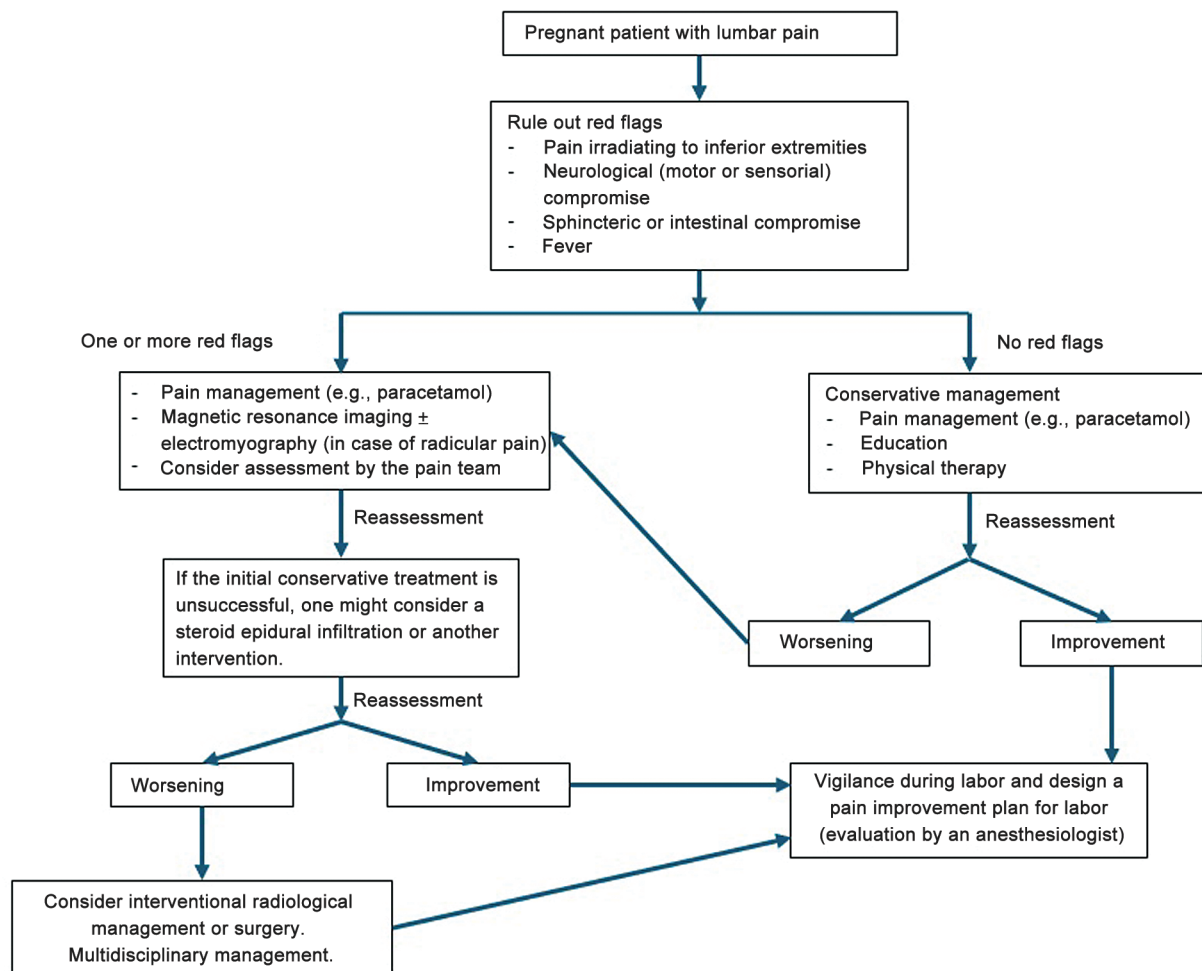 Pregnant patient with lumbar pain
Rule out red flags
- Pain irradiating to inferior extremities
- Neurological (motor or sensorial)
compromise
- Sphincteric or intestinal compromise
- Fever
One or more red flags
No red flags
- Pain management (e.g., paracetamol)
- Magnetic resonance imaging ±
electromyography (in case of radicular pain)
- Consider assessment by the pain team
Conservative management
- Pain management (e.g., paracetamol)
- Education
- Physical therapy
Reassessment
Reassessment
If the initial conservative treatment is
unsuccessful, one might consider a
steroid epidural infiltration or another
intervention.
Worsening
Improvement
Reassessment
Worsening
Improvement
Vigilance during labor and design a
pain improvement plan for labor
(evaluation by an anesthesiologist)
Consider interventional radiological
management or surgery.
Multidisciplinary management.